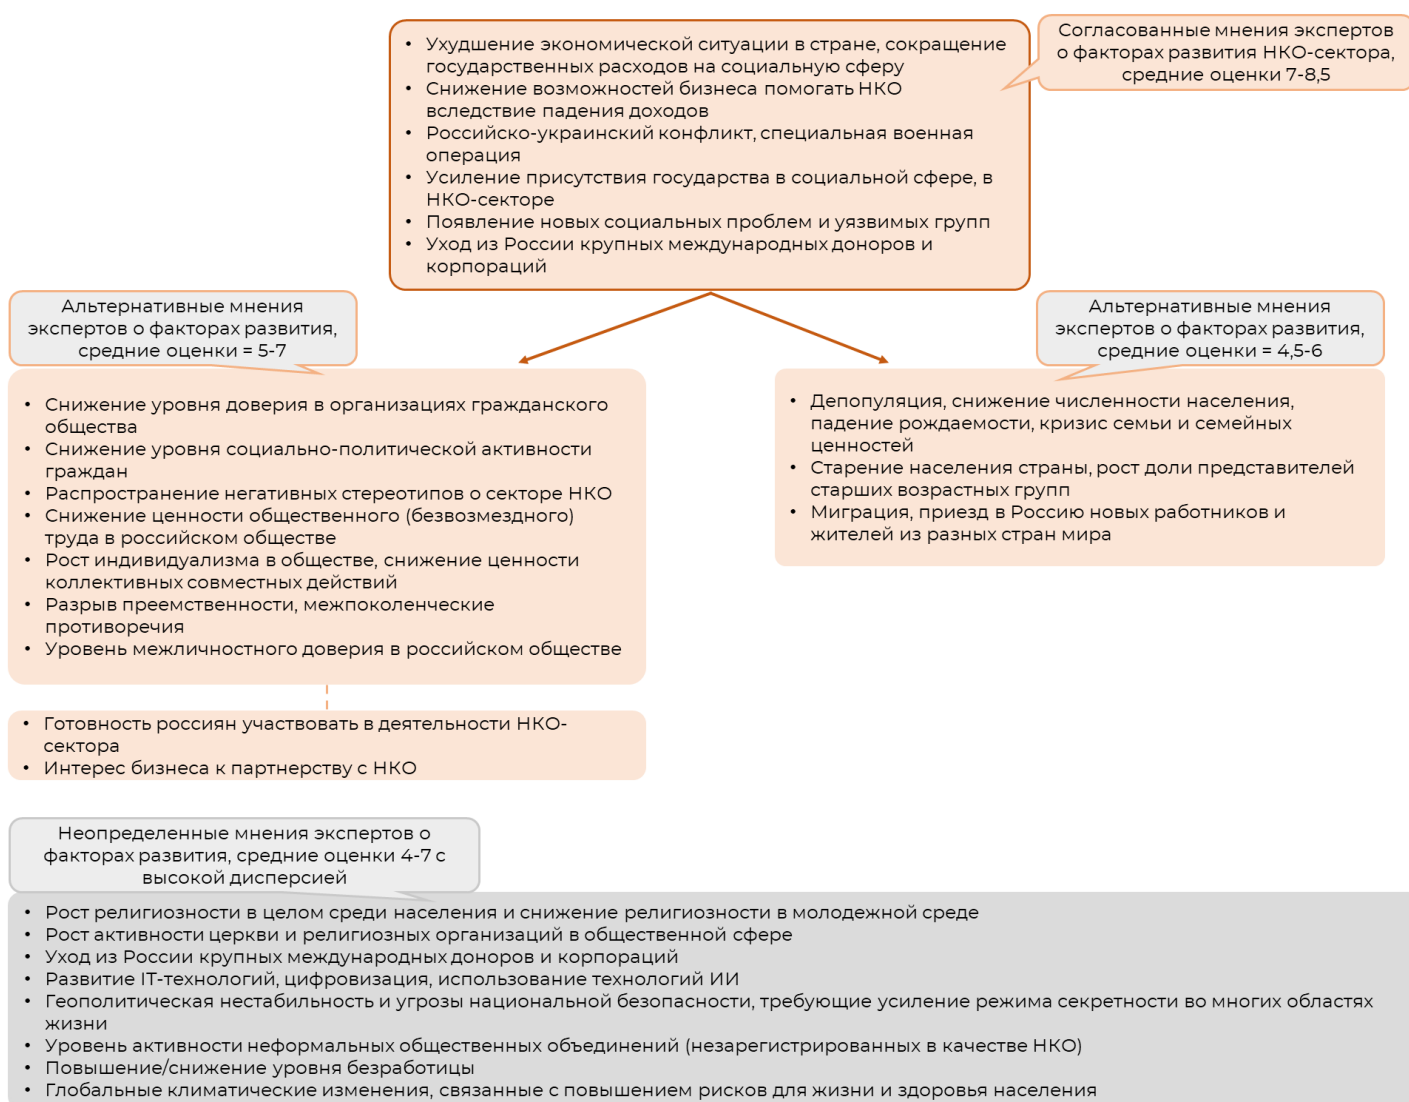 Согласованные мнения экспертов
о факторах развития НКО-сектора,
средние оценки 7-8,5
• Ухудшение экономической ситуации в стране, сокращение
государственных расходов на социальную сферу
• Снижение возможностей бизнеса помогать НКО
вследствие падения доходов
• Российско-украинский конфликт, специальная военная
операция
• Усиление присутствия государства в социальной сфере, в
НКО-секторе
• Появление новых социальных проблем и уязвимых групп
• Уход из России крупных международных доноров и
корпораций
Альтернативные мнения
экспертов о факторах развития,
средние оценки = 5-7
• Снижение уровня доверия в организациях гражданского
общества
• Снижение уровня социально-политической активности
граждан
• Распространение негативных стереотипов о секторе НКО
• Снижение ценности общественного (безвозмездного)
труда в российском обществе
• Рост индивидуализма в обществе, снижение ценности
коллективных совместных действий
• Разрыв преемственности, межпоколенческие
противоречия
• Уровень межличностного доверия в российском обществе
• Готовность россиян участвовать в деятельности НКО-
сектора
• Интерес бизнеса к партнерству с НКО
Альтернативные мнения
экспертов о факторах развития,
средние оценки = 4,5-6
• Депопуляция, снижение численности населения,
падение рождаемости, кризис семьи и семейных
ценностей
• Старение населения страны, рост доли представителей
старших возрастных групп
• Миграция, приезд в Россию новых работников и
жителей из разных стран мира
Неопределенные мнения экспертов о
факторах развития, средние оценки 4-7 с
высокой дисперсией
• Рост религиозности в целом среди населения и снижение религиозности в молодежной среде
• Рост активности церкви и религиозных организаций в общественной сфере
• Уход из России крупных международных доноров и корпораций
• Развитие IT-технологий, цифровизация, использование технологий ИИ
• Геополитическая нестабильность и угрозы национальной безопасности, требующие усиление режима секретности во многих областях
жизни
• Уровень активности неформальных общественных объединений (незарегистрированных в качестве НКО)
• Повышение/снижение уровня безработицы
• Глобальные климатические изменения, связанные с повышением рисков для жизни и здоровья населения